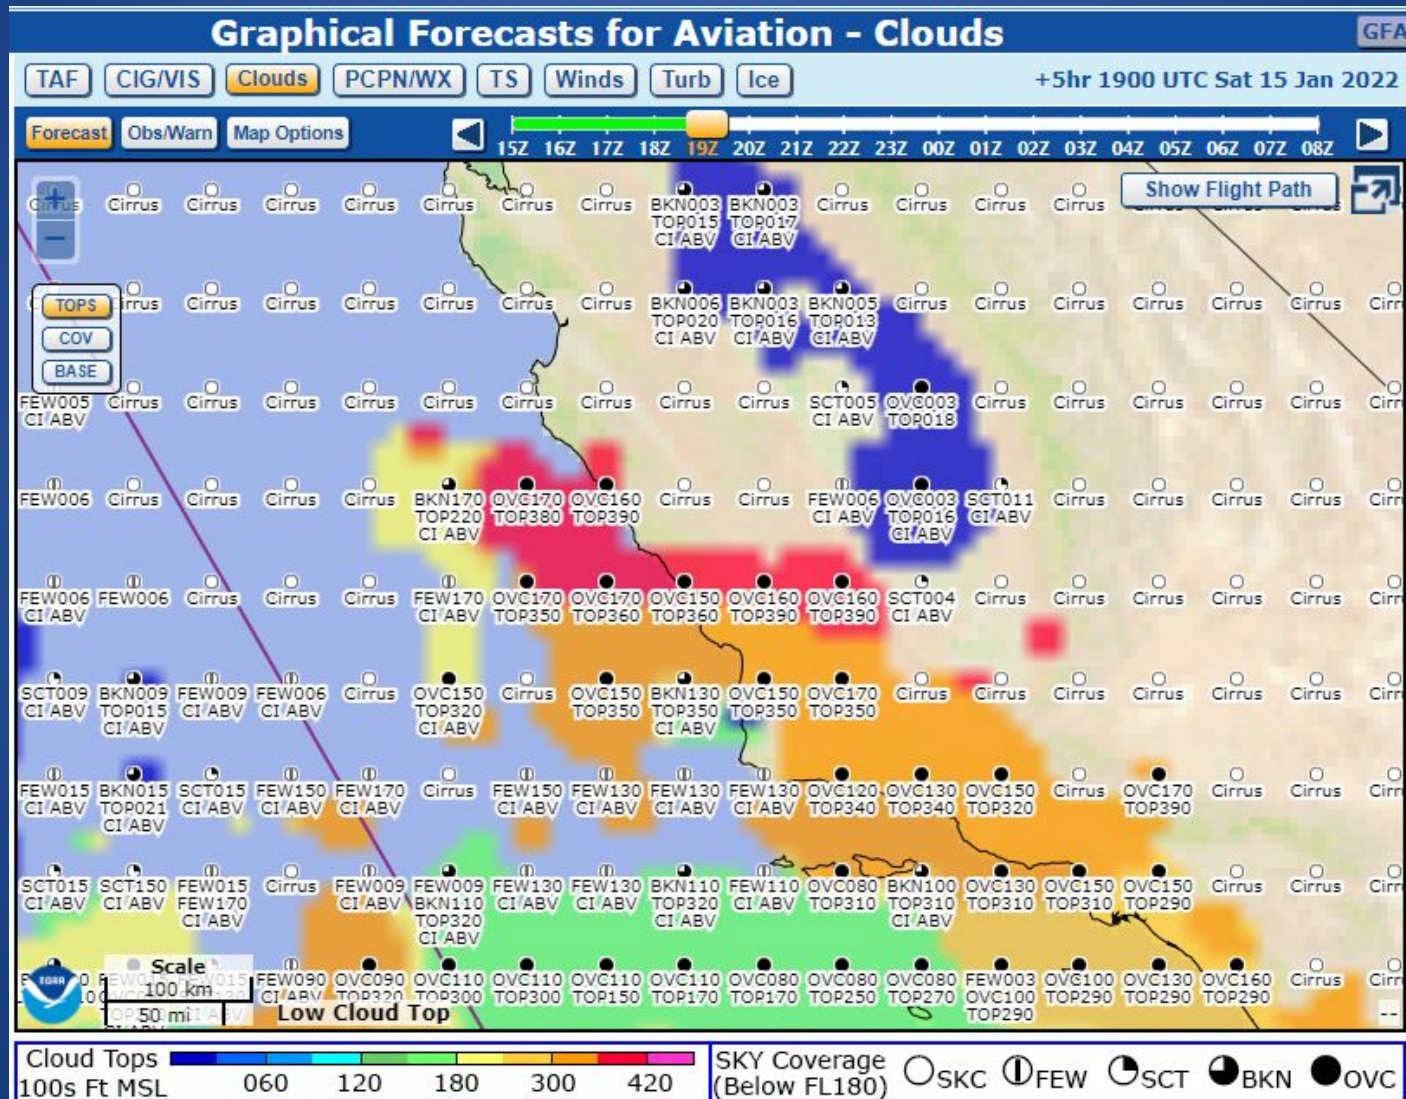 Graphical Forecasts for Aviation - Clouds
GFA
TAF CIG/VIS Clouds PCPN/WX TS Winds Turb Ice +5hr 1900 UTC Sat 15 Jan 2022
Forecast Obs/Warn Map Options
15Z 16Z 17Z 18Z 19Z 20Z 21Z 22Z 23Z 00Z 01Z 02Z 03Z 04Z 05Z 06Z 07Z 08Z
Show Flight Path
+
−
TOPS
COV
BASE
Cirrus Cirrus Cirrus Cirrus Cirrus Cirrus Cirrus BKN003 BKN003 Cirrus Cirrus Cirrus Cirrus
TOP015 TOP017
CI ABV CI ABV
Cirrus Cirrus Cirrus Cirrus Cirrus Cirrus BKN006 BKN003 BKN005 Cirrus Cirrus Cirrus Cirrus Cirrus Cirrus
TOP020 TOP016 TOP013
CI ABV CI ABV CI ABV
FEW005 Cirrus Cirrus Cirrus Cirrus Cirrus Cirrus Cirrus Cirrus Cirrus SCT005 OVC003 Cirrus Cirrus Cirrus Cirrus Cirrus
CI ABV CI ABV TOP018
FEW006 Cirrus Cirrus Cirrus Cirrus BKN170 OVC170 OVC160 Cirrus Cirrus FEW006 OVC003 SCT011 Cirrus Cirrus Cirrus Cirrus
TOP220 TOP380 TOP390 CI ABV TOP016 CI ABV
CI ABV CI ABV
FEW006 FEW006 Cirrus Cirrus Cirrus FEW170 OVC170 OVC170 OVC150 OVC160 OVC160 SCT004 Cirrus Cirrus Cirrus Cirrus Cirrus
CI ABV CI ABV TOP350 TOP360 TOP360 TOP390 TOP390 CI ABV
SCT009 BKN009 FEW009 FEW006 Cirrus OVC150 Cirrus OVC150 BKN130 OVC150 OVC170 Cirrus Cirrus Cirrus Cirrus Cirrus Cirrus
CI ABV TOP015 CI ABV CI ABV TOP320 TOP350 TOP350 TOP350 TOP350
CI ABV CI ABV CI ABV
FEW015 BKN015 SCT015 FEW150 FEW170 Cirrus FEW150 FEW130 FEW130 FEW130 OVC120 OVC130 OVC150 Cirrus OVC170 Cirrus Cirrus
CI ABV TOP021 CI ABV CI ABV CI ABV CI ABV CI ABV CI ABV CI ABV TOP340 TOP340 TOP320 TOP390
CI ABV
SCT015 SCT150 FEW015 Cirrus FEW009 FEW009 FEW130 FEW130 BKN110 FEW110 OVC080 BKN100 OVC130 OVC150 OVC150 Cirrus Cirrus
CI ABV CI ABV FEW170 CI ABV BKN110 CI ABV CI ABV TOP320 CI ABV TOP310 TOP310 TOP310 TOP310 TOP290
CI ABV TOP320 CI ABV CI ABV
CI ABV
FEW090 OVC090 OVC110 OVC110 OVC110 OVC110 OVC080 OVC080 OVC080 FEW003 OVC100 OVC130 OVC160 Cirrus
CI ABV TOP320 TOP300 TOP300 TOP150 TOP170 TOP170 TOP250 TOP270 OVC100 TOP290 TOP290 TOP290
TOP290
Scale
100 km
50 mi
Low Cloud Top
--
Cloud Tops
100s Ft MSL
060 120 180 300 420
SKY Coverage
(Below FL180)
SKC FEW SCT BKN OVC